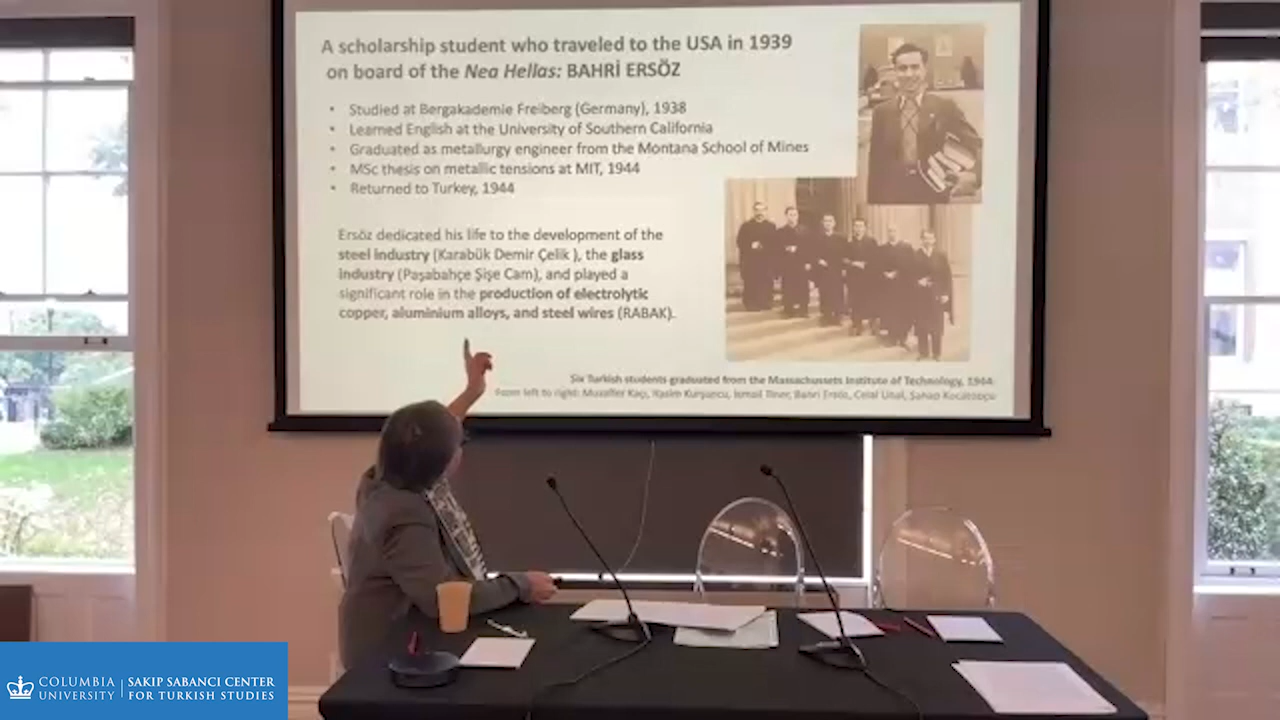 A scholarship student who traveled to the USA in 1939
on board of the Nea Hellas: BAHRİ ERSÖZ
• Studied at Bergakademie Freiberg (Germany), 1938
• Learned English at the University of Southern California
• Graduated as metallurgy engineer from the Montana School of Mines
• MSc thesis on metallic tensions at MIT, 1944
• Returned to Turkey, 1944
Ersöz dedicated his life to the development of the
steel industry (Karabük Demir Çelik ), the glass
industry (Paşabahçe Şişe Cam), and played a
significant role in the production of electrolytic
copper, aluminium alloys, and steel wires (RABAK).
Six Turkish students graduated from the Massachussets Institute of Technology, 1944.
From left to right: Muzaffer Kaçı, Bahri Ersöz, Celal Ünal, Şahap Kocatopçu
COLUMBIA
UNIVERSITY
SAKIP SABANCI CENTER
FOR TURKISH STUDIES